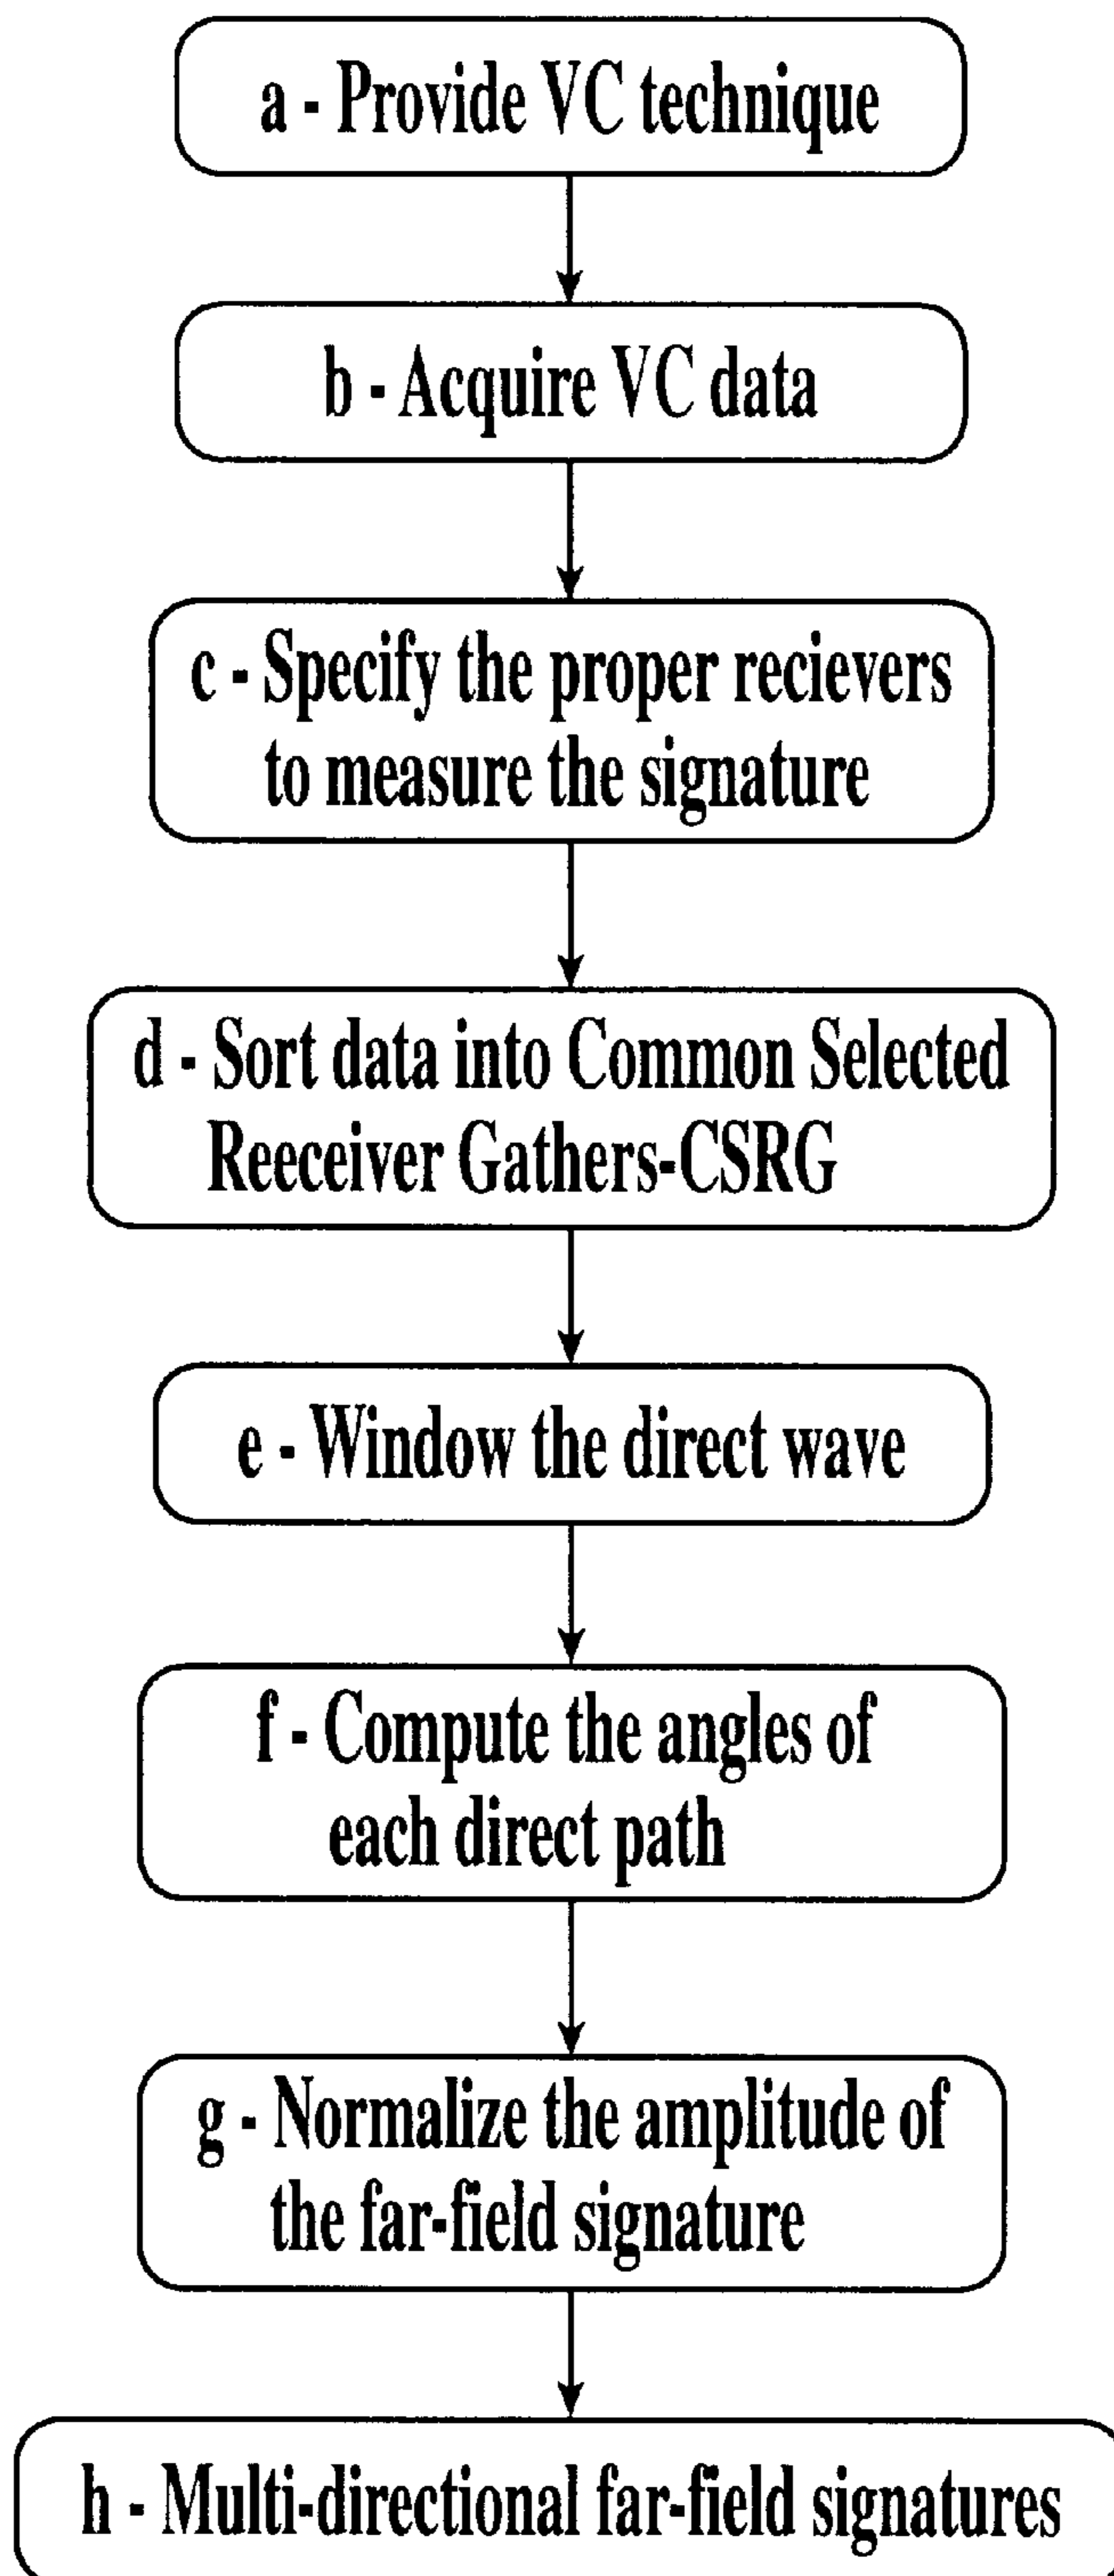 a - Provide VC technique
b - Acquire VC data
c - Specify the proper recievers
to measure the signature
d - Sort data into Common Selected
Reeceiver Gathers-CSRG
e - Window the direct wave
f - Compute the angles of
each direct path
g - Normalize the amplitude of
the far-field signature
h - Multi-directional far-field signatures